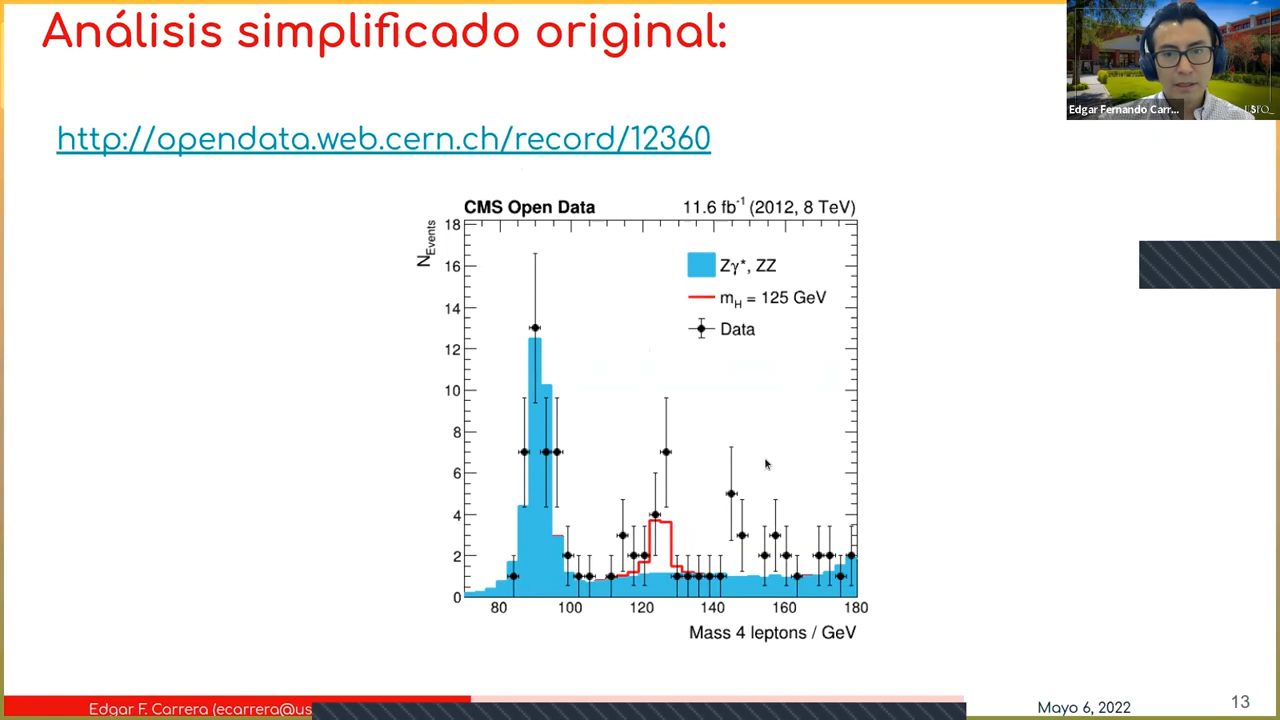 Análisis simplificado original:
Edgar Fernando Carr...
http://opendata.web.cern.ch/record/12360
CMS Open Data 11.6 fb⁻¹ (2012, 8 TeV)
N_Events
18
16
14
12
10
8
6
4
2
0
Zγ*, ZZ
m_H = 125 GeV
Data
80 100 120 140 160 180
Mass 4 leptons / GeV
Edgar F. Carrera (ecarrera@us
Mayo 6, 2022
13